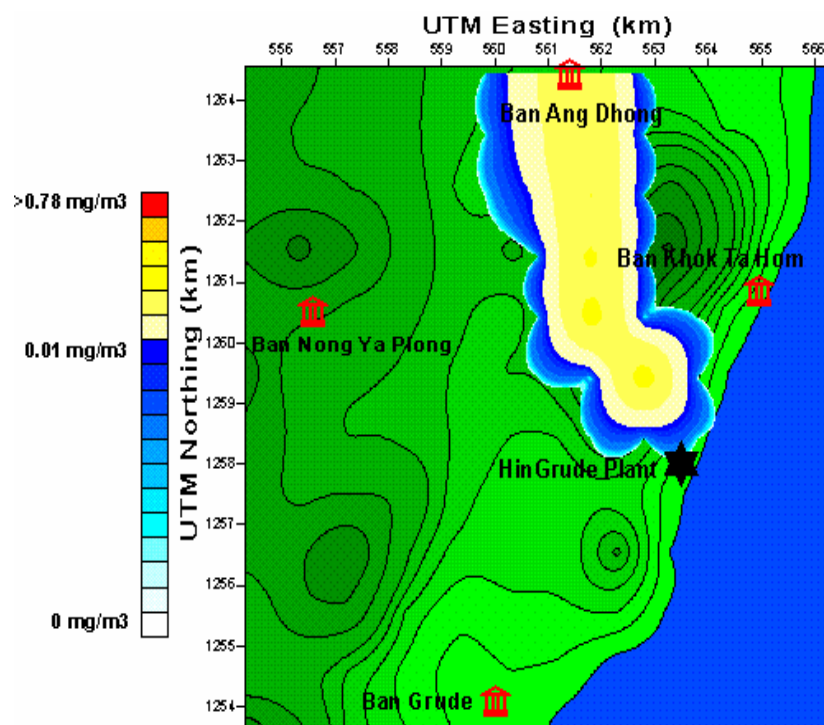 UTM Easting (km)
556 557 558 559 560 561 562 563 564 565 566
1264
1263
1262
1261
1260
1259
1258
1257
1256
1255
1254
UTM Northing (km)
>0.78 mg/m3
0.01 mg/m3
0 mg/m3
Ban Ang Dhong
Ban Khok Ta Hom
Ban Nong Ya Plong
HinGrude Plant
Ban Grude